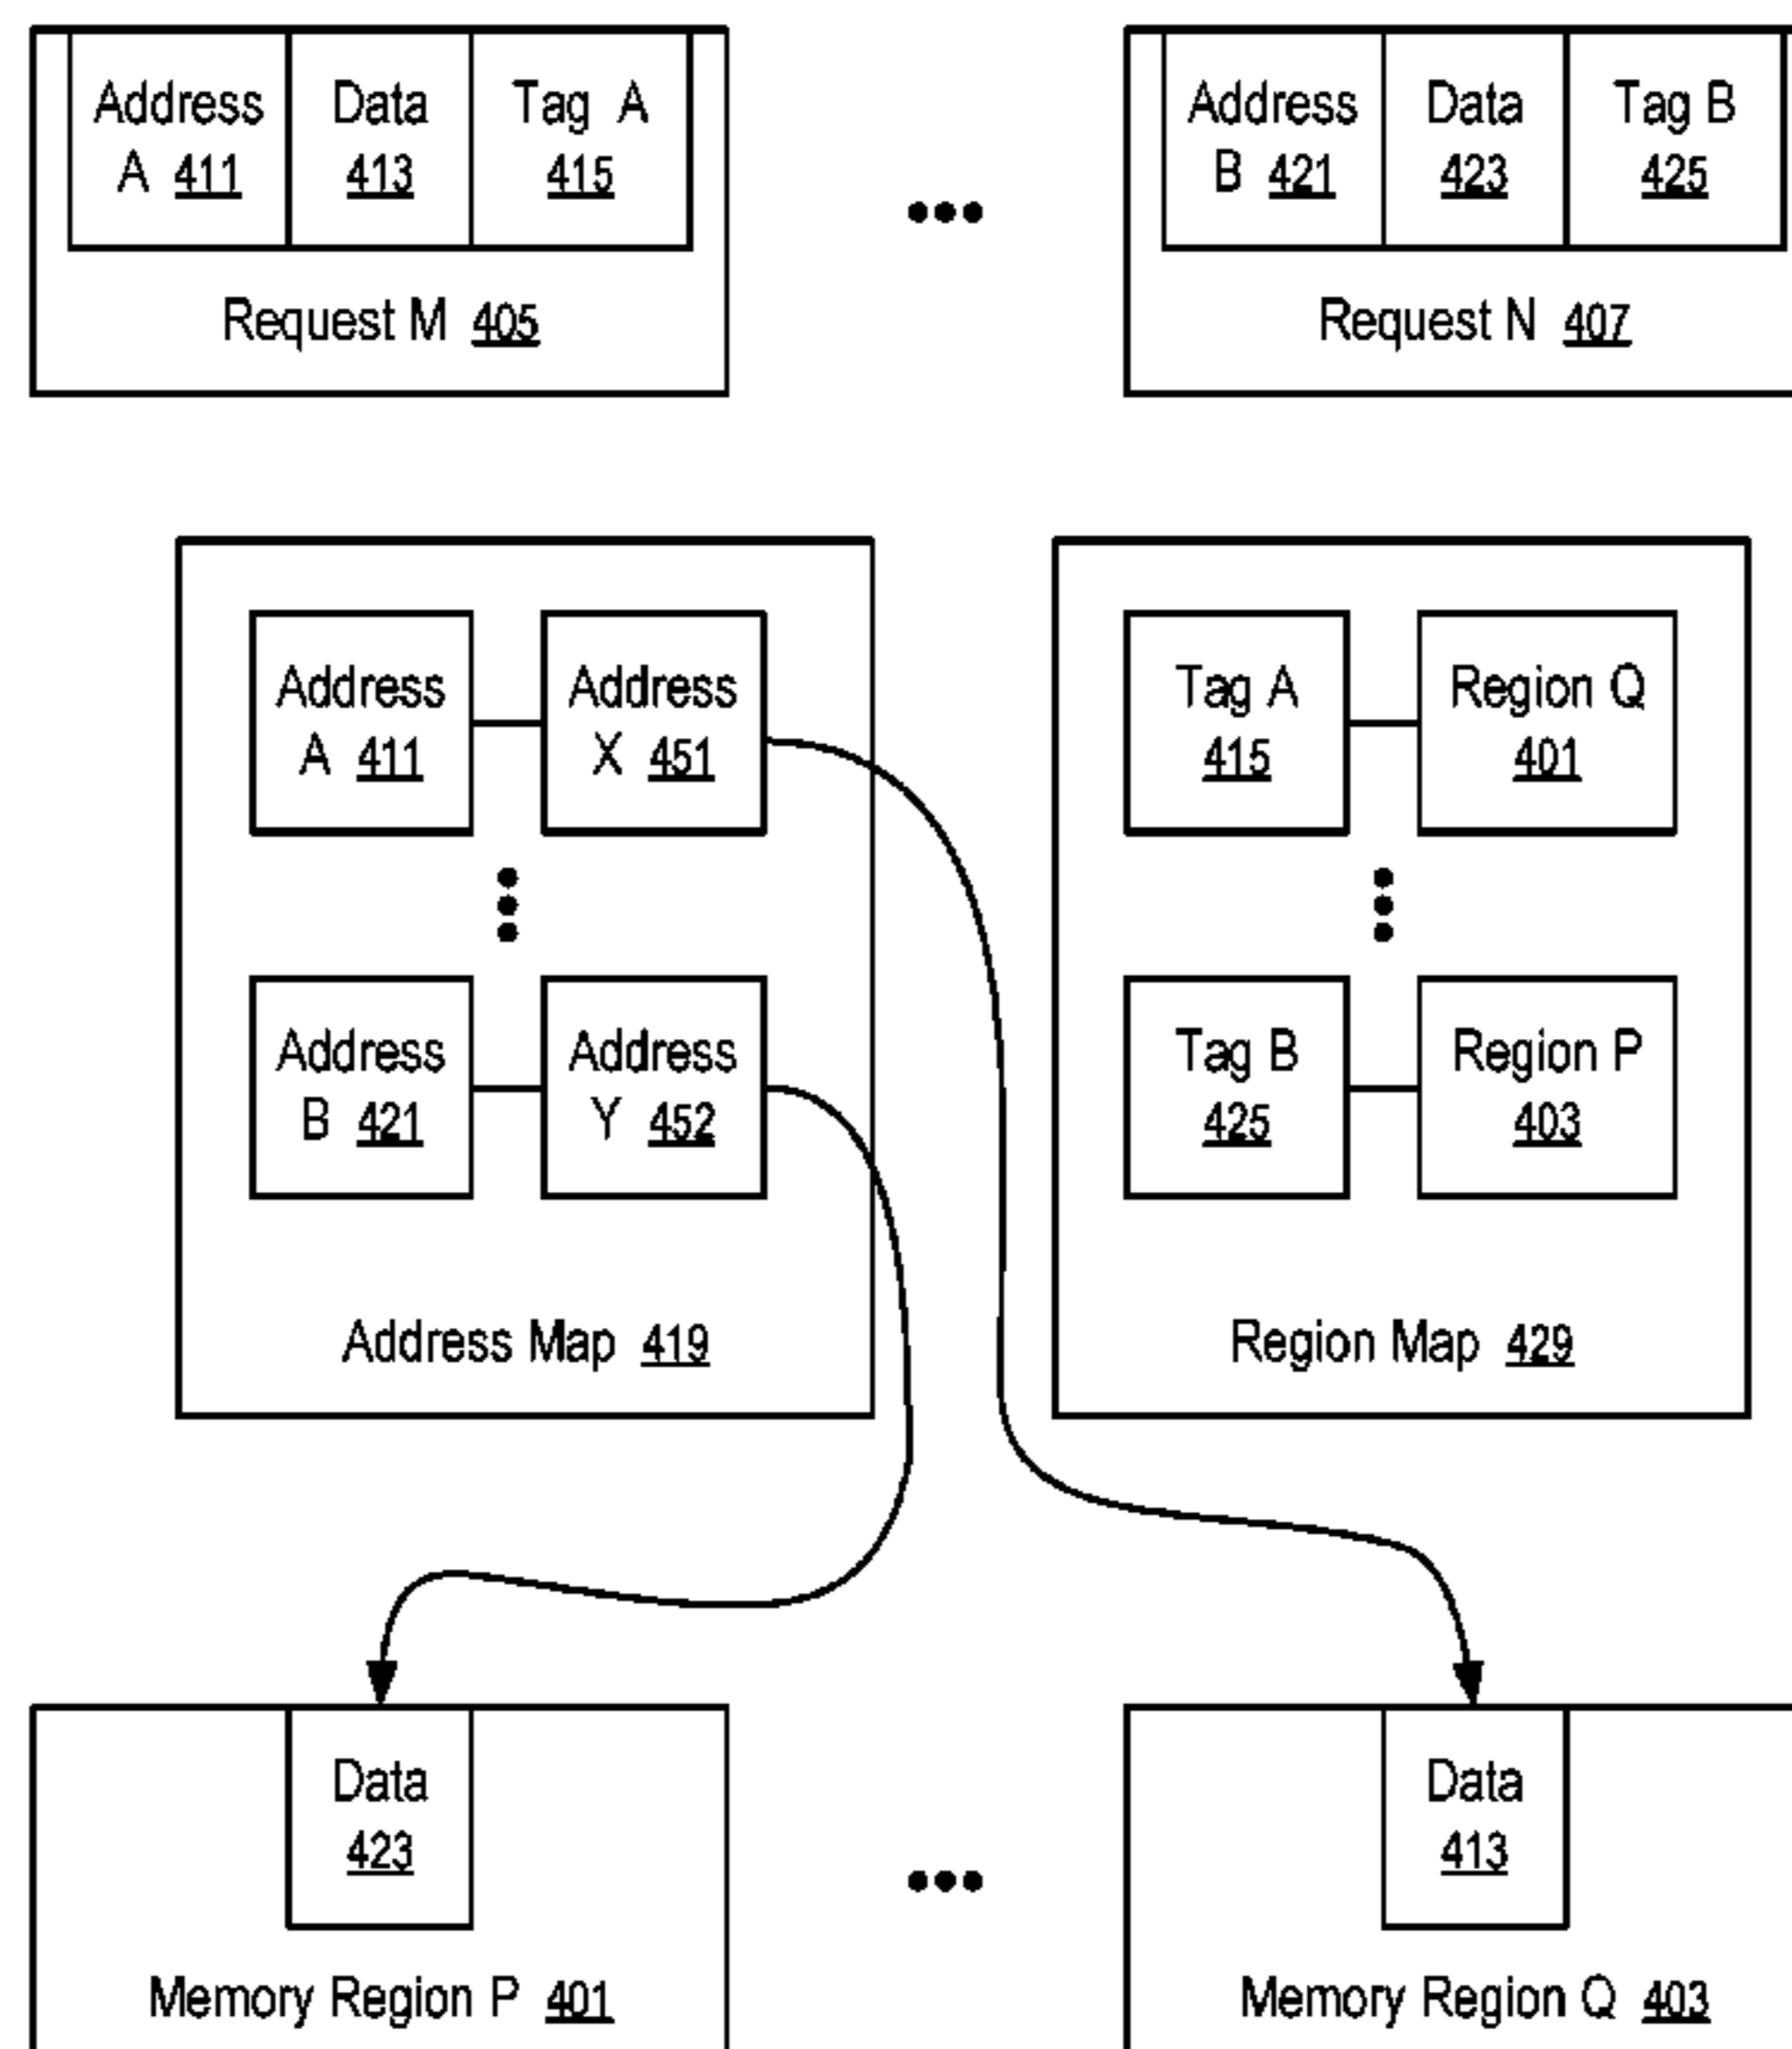 Address
A 411
Data
413
Tag A
415
Request M 405
Address
B 421
Data
423
Tag B
425
Request N 407
Address
A 411
Address
X 451
Address
B 421
Address
Y 452
Address Map 419
Tag A
415
Region Q
401
Tag B
425
Region P
403
Region Map 429
Data
423
Memory Region P 401
Data
413
Memory Region Q 403